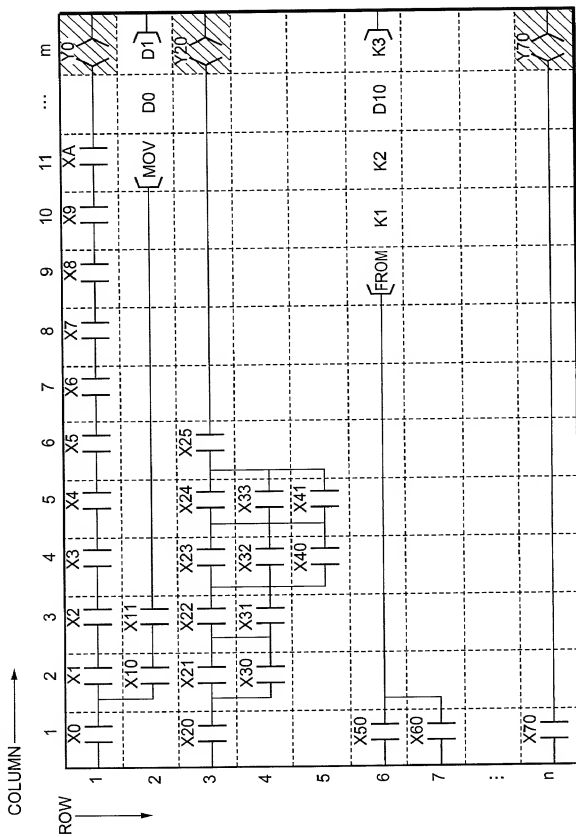 COLUMN
ROW
1 2 3 4 5 6 7 8 9 10 11 ... m
1 X0 X1 X2 X3 X4 X5 X6 X7 X8 X9 XA Y0
2 X10 X11 MOV D0 D1
3 X20 X21 X22 X23 X24 X25 Y20
4 X30 X31 X32 X33
5 X40 X41
6 X50 FROM K1 K2 D10 K3
7 X60
...
n X70 Y70